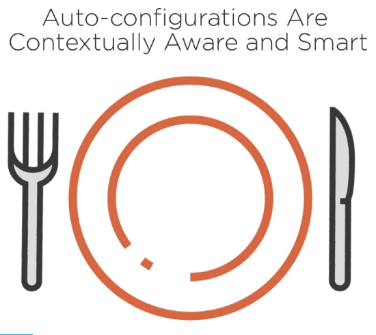 Auto-configurations Are
Contextually Aware and Smart